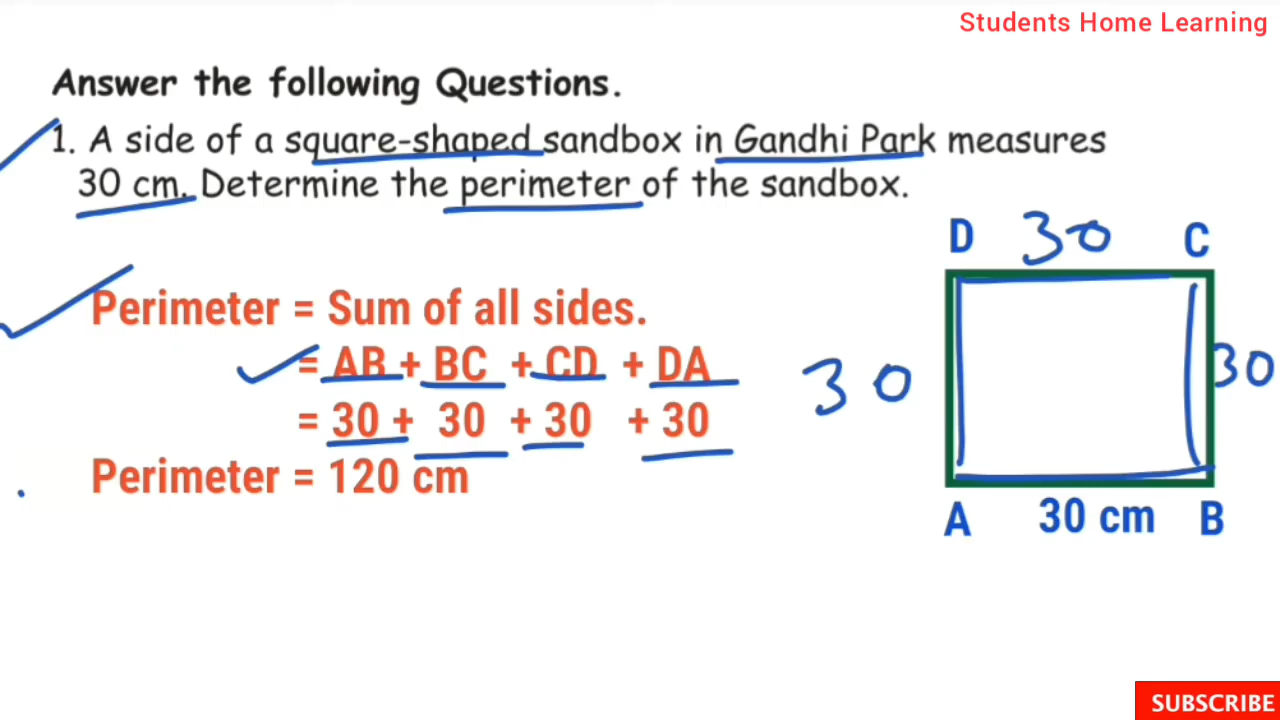 Students Home Learning
Answer the following Questions.
1. A side of a square-shaped sandbox in Gandhi Park measures
30 cm. Determine the perimeter of the sandbox.
D 30 C
Perimeter = Sum of all sides.
= AB + BC + CD + DA
30 30
= 30 + 30 + 30 + 30
Perimeter = 120 cm
A 30 cm B
SUBSCRIBE